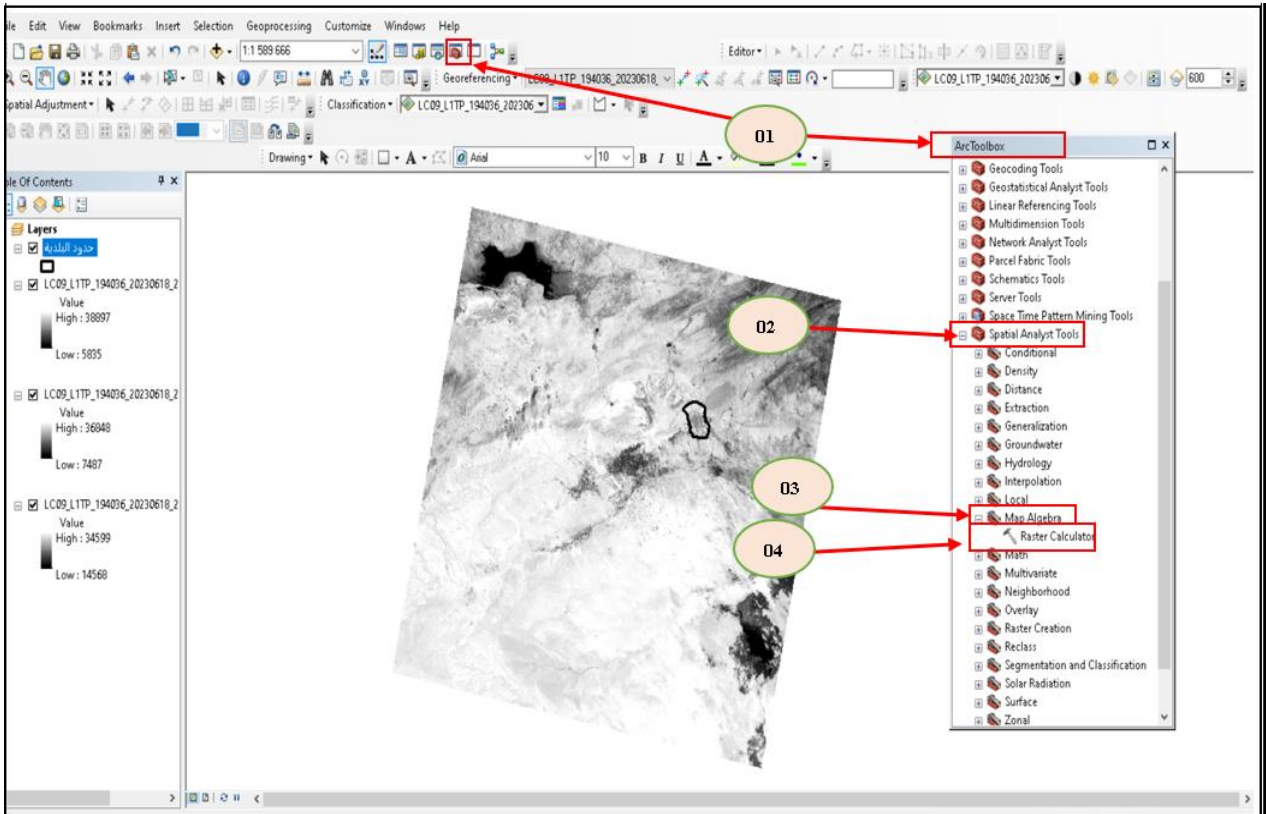 ile Edit View Bookmarks Insert Selection Geoprocessing Customize Windows Help
1:1 589 666
Editor
Georeferencing LC09_L1TP_194036_20230618_
LC09_L1TP_194036_202306
600
Spatial Adjustment
Classification LC09_L1TP_194036_202306
Drawing A Arial 10 B I U A
01
ble Of Contents
Layers
حدود البلدية
LC09_L1TP_194036_20230618_2
Value
High : 38897
Low : 5835
LC09_L1TP_194036_20230618_2
Value
High : 36848
Low : 7487
LC09_L1TP_194036_20230618_2
Value
High : 34599
Low : 14568
02
03
04
ArcToolbox
Geocoding Tools
Geostatistical Analyst Tools
Linear Referencing Tools
Multidimension Tools
Network Analyst Tools
Parcel Fabric Tools
Schematics Tools
Server Tools
Space Time Pattern Mining Tools
Spatial Analyst Tools
Conditional
Density
Distance
Extraction
Generalization
Groundwater
Hydrology
Interpolation
Local
Map Algebra
Raster Calculator
Math
Multivariate
Neighborhood
Overlay
Raster Creation
Reclass
Segmentation and Classification
Solar Radiation
Surface
Zonal